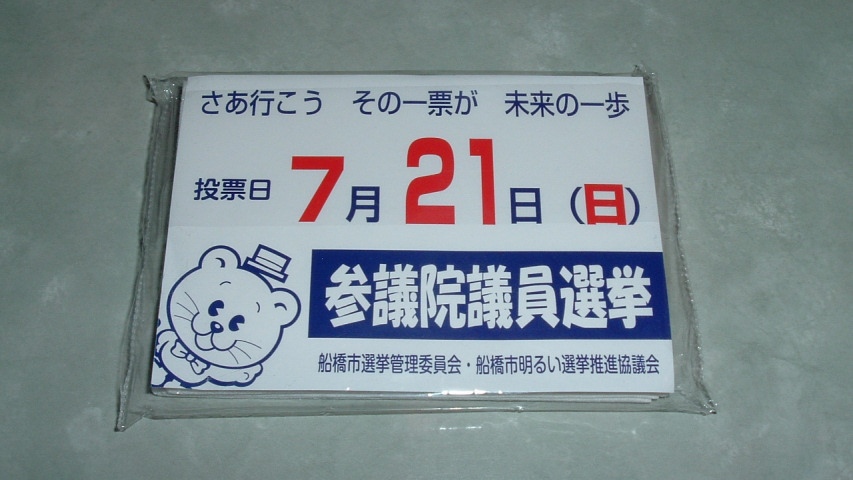 さあ行こう その一票が 未来の一歩
投票日 7月21日(日)
参議院議員選挙
船橋市選挙管理委員会・船橋市明るい選挙推進協議会